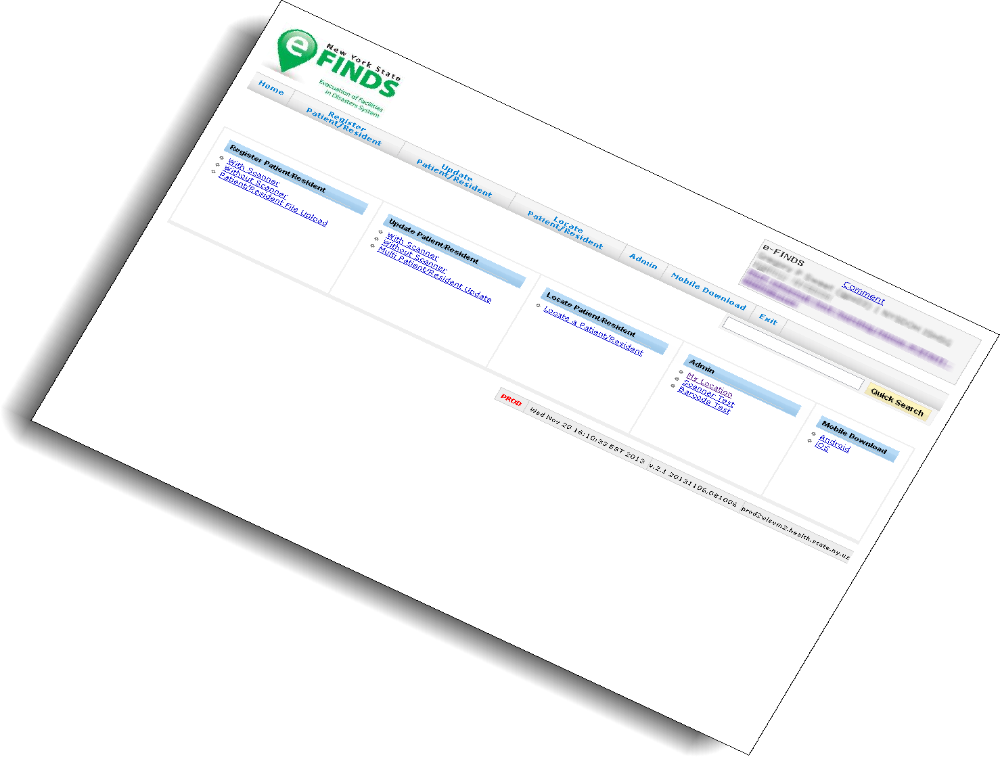 e
New York State
FINDS
Evacuation of Facilities
in Disasters System
e-FINDS
Comment
Home
Register
Patient/Resident
Update
Patient/Resident
Locate
Patient/Resident
Admin
Mobile Download
Exit
Quick Search
Register Patient/Resident
With Scanner
Without Scanner
Patient/Resident File Upload
Update Patient/Resident
With Scanner
Without Scanner
Multi Patient/Resident Update
Locate Patient/Resident
Locate a Patient/Resident
Admin
My Location
Scanner Test
Barcode Test
Mobile Download
Android
iOS
PROD
Wed Nov 20 16:10:33 EST 2013
v.2.1 20131106.081006
prod2wlsvm2.health.state.ny.us